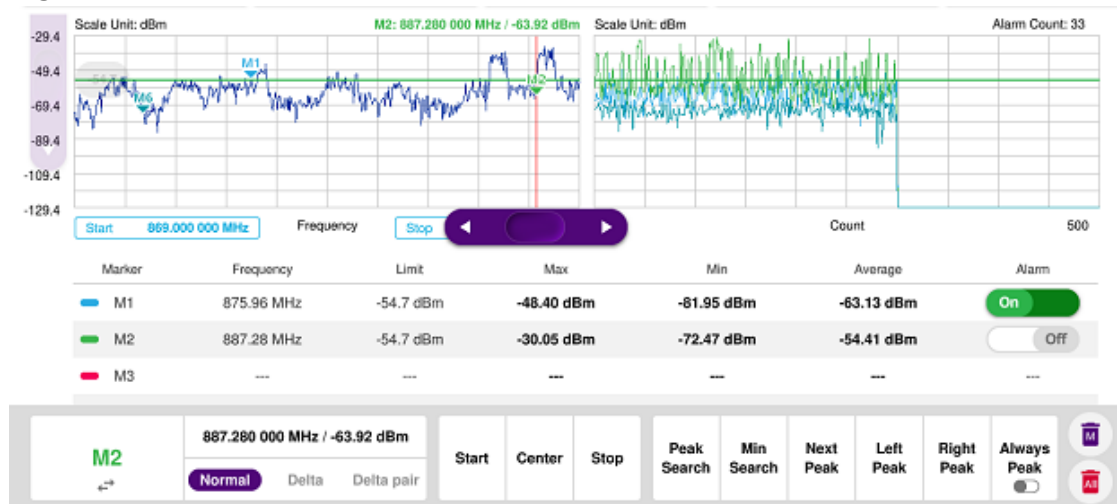 Scale Unit: dBm
M2: 887.280 000 MHz / -63.92 dBm
Scale Unit: dBm
Alarm Count: 33
-29.4
-49.4
-69.4
-89.4
-109.4
-129.4
-54.7
M1
M6
M2
Start 869.000 000 MHz
Frequency
Stop
Count
500
Marker Frequency Limit Max Min Average Alarm
M1 875.96 MHz -54.7 dBm -48.40 dBm -81.95 dBm -63.13 dBm On
M2 887.28 MHz -54.7 dBm -30.05 dBm -72.47 dBm -54.41 dBm Off
M3 --- --- --- --- --- ---
M2
887.280 000 MHz / -63.92 dBm
Normal Delta Delta pair
Start Center Stop
Peak Search
Min Search
Next Peak
Left Peak
Right Peak
Always Peak
M
All